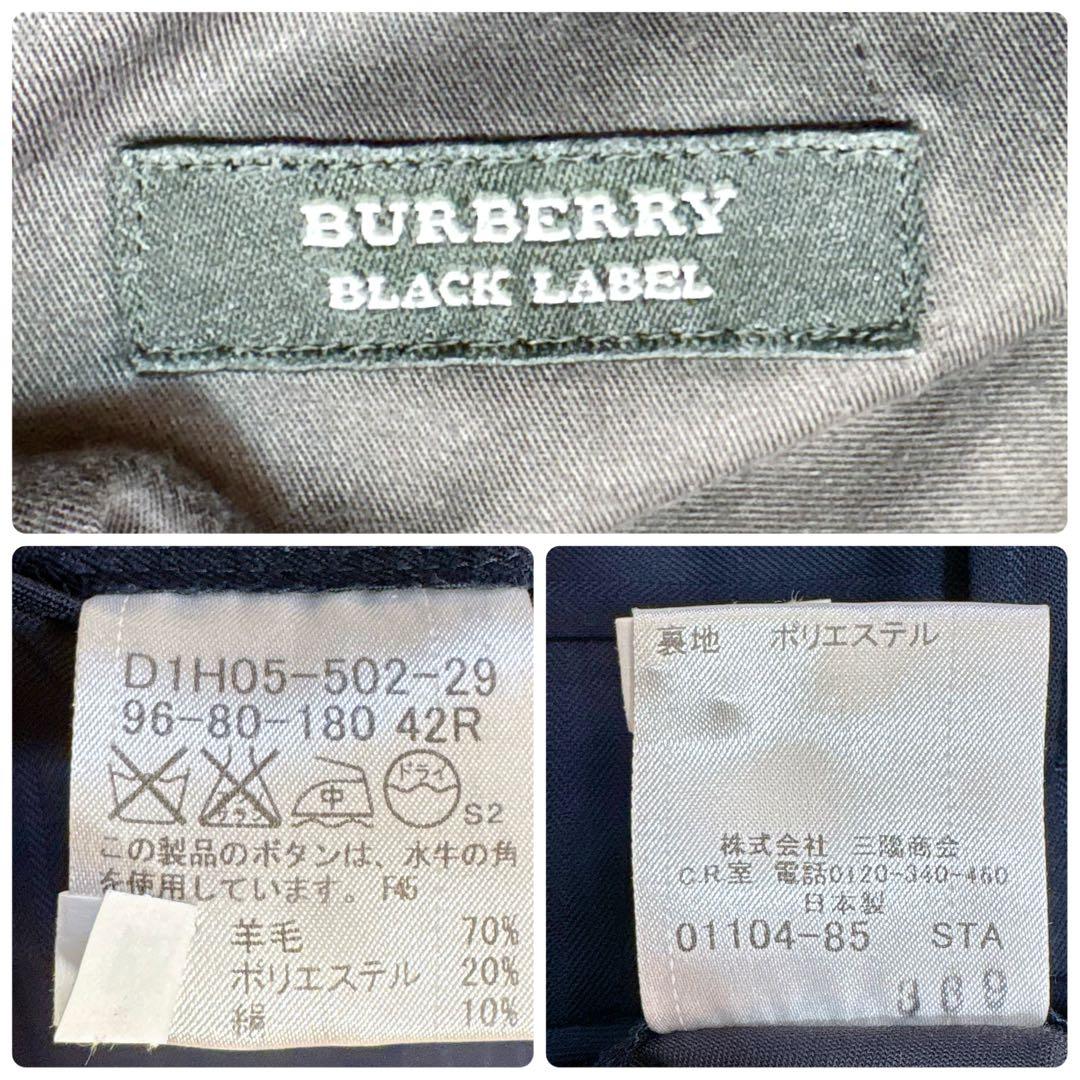 BURBERRY
BLACK LABEL
D1H05-502-29
96-80-180 42R
中
ドライ
S2
この製品のボタンは、水牛の角
を使用しています。F45
羊毛 70%
ポリエステル 20%
絹 10%
裏地 ポリエステル
株式会社 三陽商会
C.R室 電話0120-340-460
日本製
01104-85 STA
369